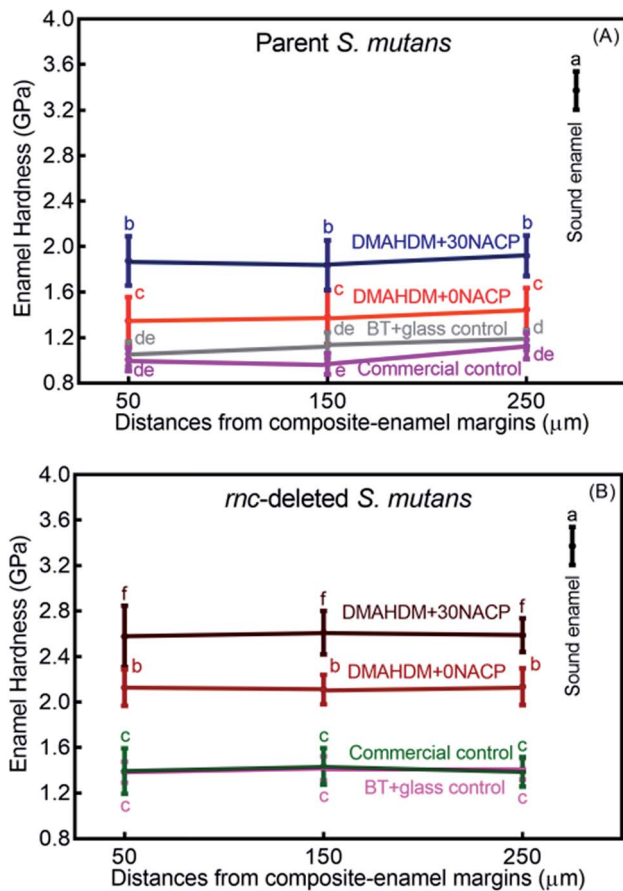 (A)
Parent S. mutans
Enamel Hardness (GPa)
4.0
3.6
3.2
2.8
2.4
2.0
1.6
1.2
0.8
a
Sound enamel
b
b
b
DMAHDM+30NACP
c
c
c
DMAHDM+0NACP
de
de
d
BT+glass control
de
e
de
Commercial control
50
150
250
Distances from composite-enamel margins (μm)
(B)
rnc-deleted S. mutans
Enamel Hardness (GPa)
4.0
3.6
3.2
2.8
2.4
2.0
1.6
1.2
0.8
a
Sound enamel
f
f
f
DMAHDM+30NACP
b
b
b
DMAHDM+0NACP
c
c
c
Commercial control
BT+glass control
c
c
c
50
150
250
Distances from composite-enamel margins (μm)